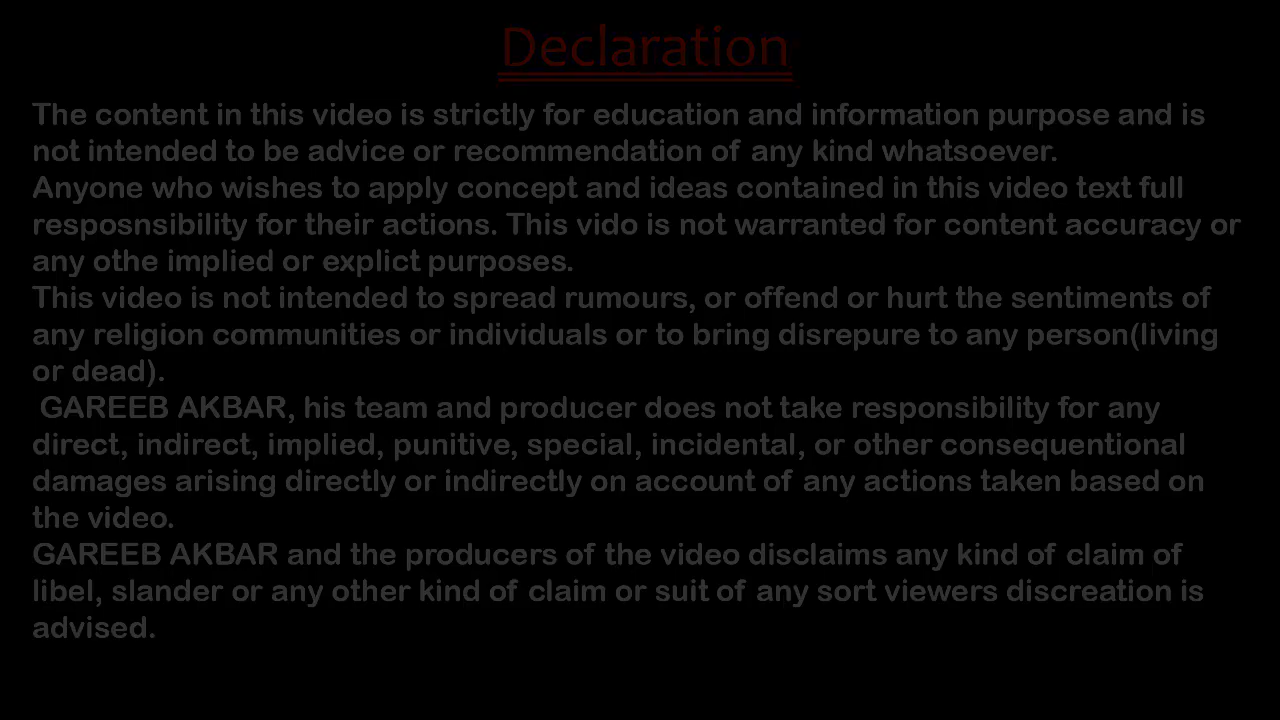 Declaration
The content in this video is strictly for education and information purpose and is
not intended to be advice or recommendation of any kind whatsoever.
Anyone who wishes to apply concept and ideas contained in this video text full
resposnsibility for their actions. This vido is not warranted for content accuracy or
any othe implied or explict purposes.
This video is not intended to spread rumours, or offend or hurt the sentiments of
any religion communities or individuals or to bring disrepure to any person(living
or dead).
GAREEB AKBAR, his team and producer does not take responsibility for any
direct, indirect, implied, punitive, special, incidental, or other consequentional
damages arising directly or indirectly on account of any actions taken based on
the video.
GAREEB AKBAR and the producers of the video disclaims any kind of claim of
libel, slander or any other kind of claim or suit of any sort viewers discreation is
advised.